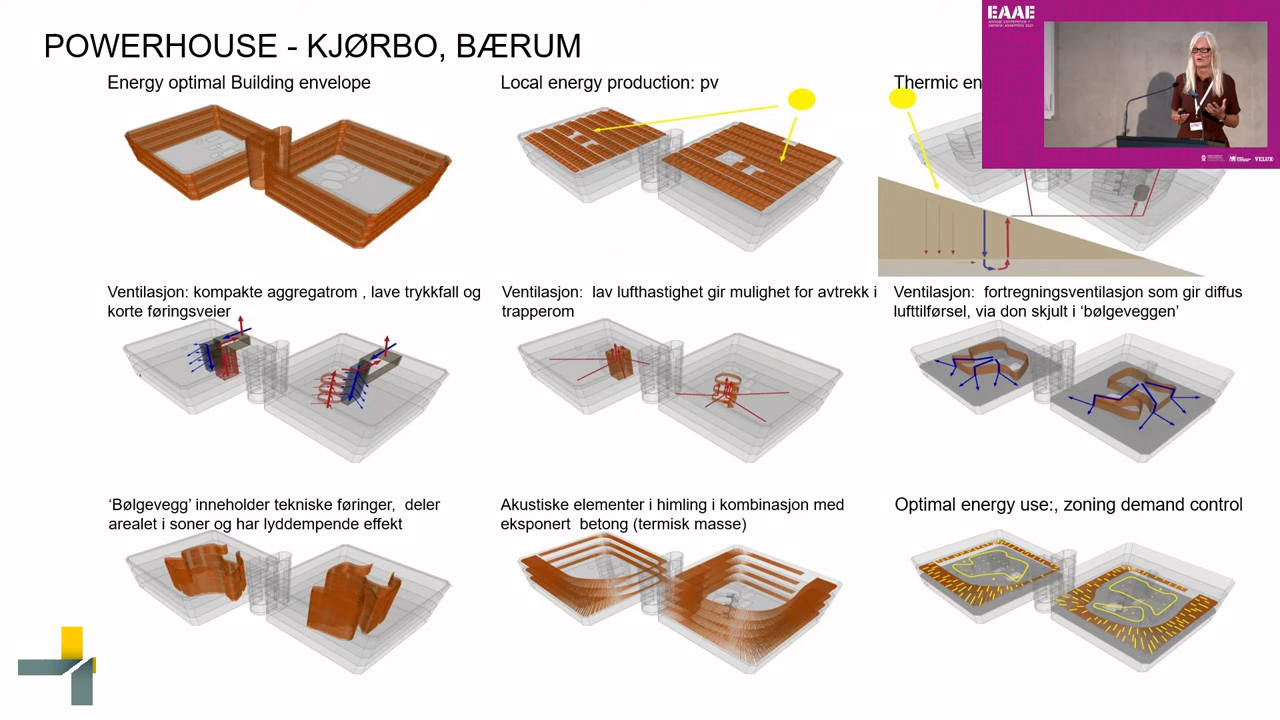 POWERHOUSE - KJØRBO, BÆRUM
EAAE
Energy optimal Building envelope
Local energy production: pv
Thermic en
VELUX
Ventilasjon: kompakte aggregatrom , lave trykkfall og
korte føringsveier
Ventilasjon: lav lufthastighet gir mulighet for avtrekk i
trapperom
Ventilasjon: fortregningsventilasjon som gir diffus
lufttilførsel, via don skjult i ‘bølgeveggen’
‘Bølgevegg’ inneholder tekniske føringer, deler
arealet i soner og har lyddempende effekt
Akustiske elementer i himling i kombinasjon med
eksponert betong (termisk masse)
Optimal energy use:, zoning demand control